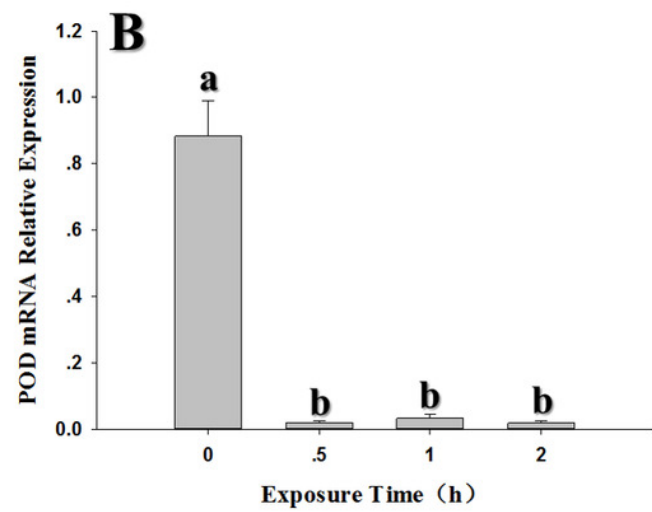 B
1.2
1.0
.8
.6
.4
.2
0.0
POD mRNA Relative Expression
a
b
b
b
0
.5
1
2
Exposure Time（h）